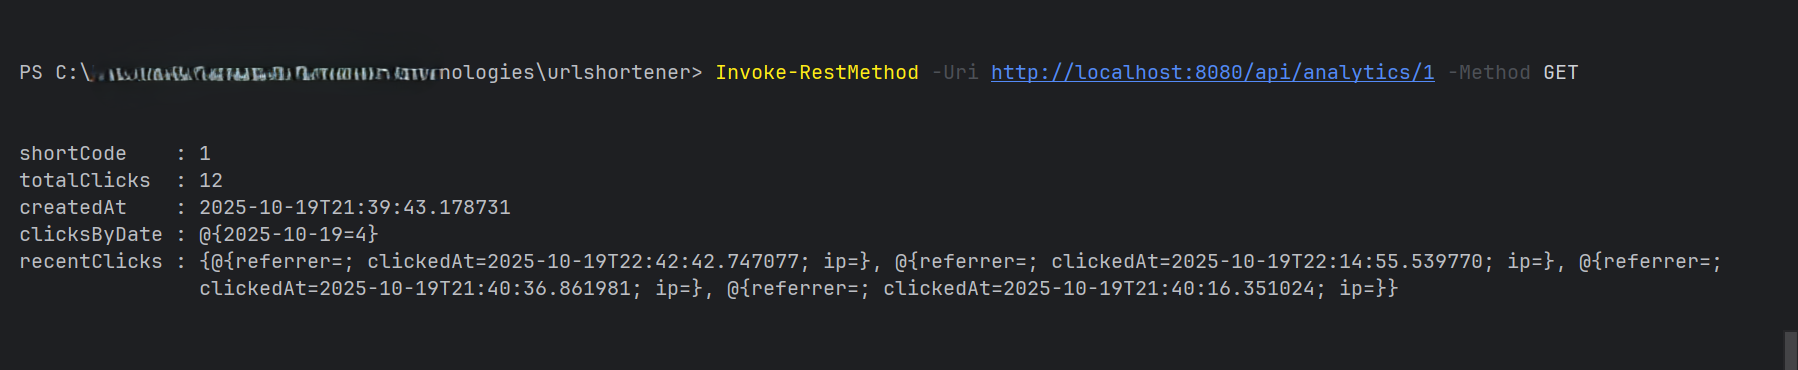 PS C:\nologies\urlshortener> Invoke-RestMethod -Uri http://localhost:8080/api/analytics/1 -Method GET
shortCode    : 1
totalClicks  : 12
createdAt    : 2025-10-19T21:39:43.178731
clicksByDate : @{2025-10-19=4}
recentClicks : {@{referrer=; clickedAt=2025-10-19T22:42:42.747077; ip=}, @{referrer=; clickedAt=2025-10-19T22:14:55.539770; ip=}, @{referrer=;
clickedAt=2025-10-19T21:40:36.861981; ip=}, @{referrer=; clickedAt=2025-10-19T21:40:16.351024; ip=}}